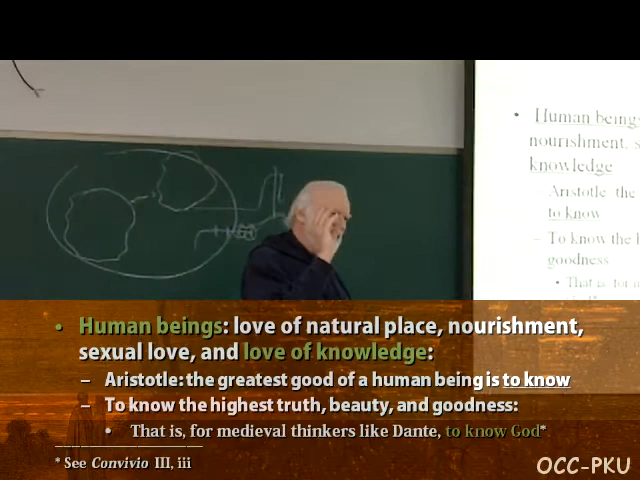 • Human beings
nourishment, s
knowledge
– Aristotle: the
to know
– To know the h
goodness
• That is, for
• Human beings: love of natural place, nourishment,
sexual love, and love of knowledge:
– Aristotle: the greatest good of a human being is to know
– To know the highest truth, beauty, and goodness:
• That is, for medieval thinkers like Dante, to know God*
* See Convivio III, iii
OCC-PKU